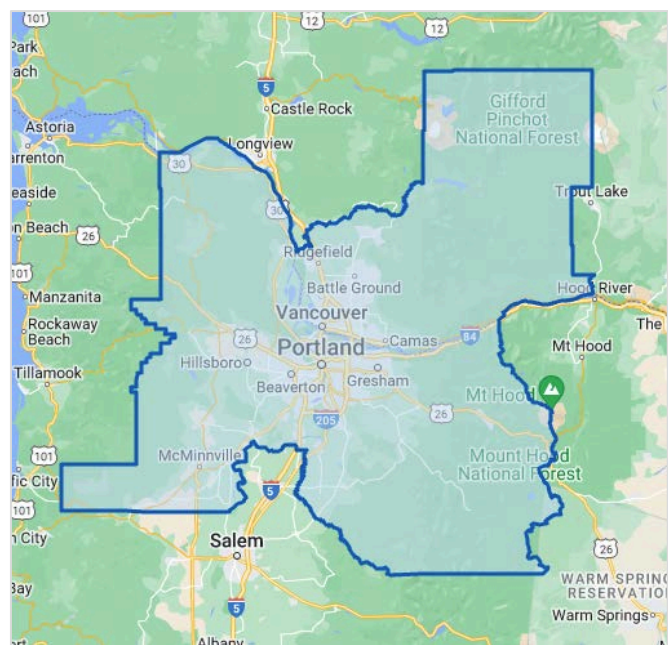 12
12
101
Park
each
5
Castle Rock
Gifford
Pinchot
National Forest
Astoria
arrenton
Longview
30
easide
30
Trout Lake
on Beach
26
101
Ridgefield
Battle Ground
Hood River
Manzanita
Vancouver
Rockaway
Beach
26
Camas
84
The
Portland
Mt Hood
Hillsboro
Tillamook
Beaverton
Gresham
Mt Hood
26
205
101
McMinnville
Mount Hood
National Forest
fic City
5
101
n City
Salem
26
Bay
WARM SPRING
RESERVATIO
5
Warm Springs
Albany